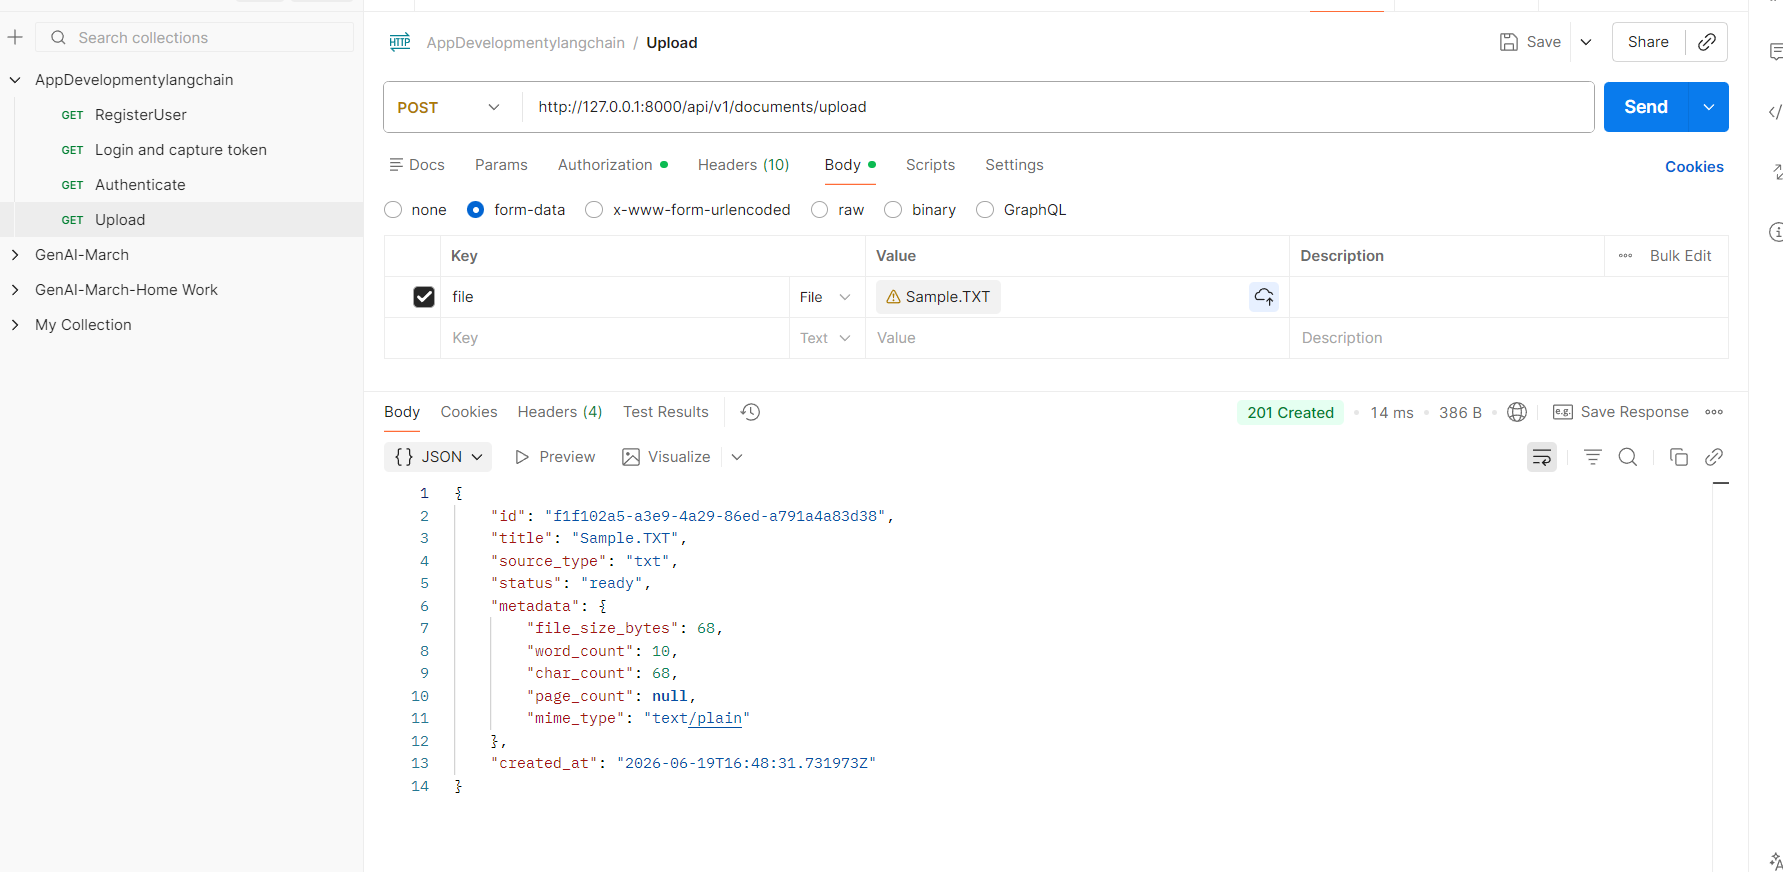 Search collections
AppDevelopmentylangchain
GET RegisterUser
GET Login and capture token
GET Authenticate
GET Upload
GenAI-March
GenAI-March-Home Work
My Collection
HTTP AppDevelopmentylangchain / Upload
Save
Share
POST http://127.0.0.1:8000/api/v1/documents/upload
Send
Docs Params Authorization Headers (10) Body Scripts Settings
Cookies
none form-data x-www-form-urlencoded raw binary GraphQL
Key Value Description Bulk Edit
file File Sample.TXT
Key Text Value Description
Body Cookies Headers (4) Test Results
201 Created 14 ms 386 B e.g. Save Response
{} JSON Preview Visualize
1 {
2 "id": "f1f102a5-a3e9-4a29-86ed-a791a4a83d38",
3 "title": "Sample.TXT",
4 "source_type": "txt",
5 "status": "ready",
6 "metadata": {
7 "file_size_bytes": 68,
8 "word_count": 10,
9 "char_count": 68,
10 "page_count": null,
11 "mime_type": "text/plain"
12 },
13 "created_at": "2026-06-19T16:48:31.731973Z"
14 }